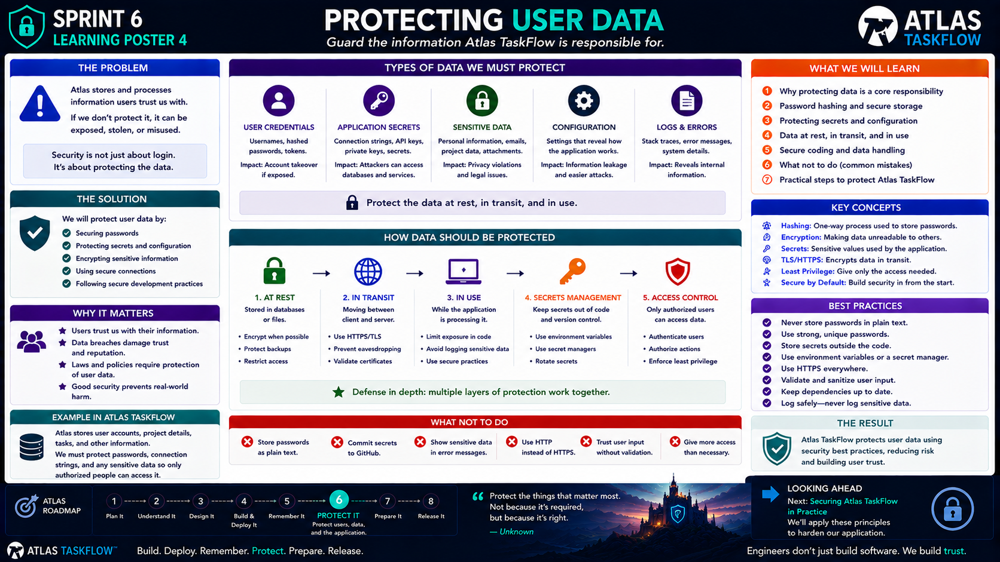 SPRINT 6
LEARNING POSTER 4
PROTECTING USER DATA
Guard the information Atlas TaskFlow is responsible for.
ATLAS
TASKFLOW
THE PROBLEM
Atlas stores and processes
information users trust us with.
If we don't protect it, it can be
exposed, stolen, or misused.
Security is not just about login.
It's about protecting the data.
THE SOLUTION
We will protect user data by:
Securing passwords
Protecting secrets and configuration
Encrypting sensitive information
Using secure connections
Following secure development practices
WHY IT MATTERS
Users trust us with their information.
Data breaches damage trust
and reputation.
Laws and policies require protection
of user data.
Good security prevents real-world
harm.
EXAMPLE IN ATLAS TASKFLOW
Atlas stores user accounts, project details,
tasks, and other information.
We must protect passwords, connection
strings, and any sensitive data so only
authorized people can access it.
TYPES OF DATA WE MUST PROTECT
USER CREDENTIALS
Usernames, hashed
passwords, tokens.
Impact: Account takeover
if exposed.
APPLICATION SECRETS
Connection strings, API keys,
private keys, secrets.
Impact: Attackers can access
databases and services.
SENSITIVE DATA
Personal information, emails,
project data, attachments.
Impact: Privacy violations
and legal issues.
CONFIGURATION
Settings that reveal how
the application works.
Impact: Information leakage
and easier attacks.
LOGS & ERRORS
Stack traces, error messages,
system details.
Impact: Reveals internal
information.
Protect the data at rest, in transit, and in use.
HOW DATA SHOULD BE PROTECTED
1. AT REST
Stored in databases
or files.
• Encrypt when possible
• Protect backups
• Restrict access
2. IN TRANSIT
Moving between
client and server.
• Use HTTPS/TLS
• Prevent eavesdropping
• Validate certificates
3. IN USE
While the application
is processing it.
• Limit exposure in code
• Avoid logging sensitive data
• Use secure practices
4. SECRETS MANAGEMENT
Keep secrets out of code
and version control.
• Use environment variables
• Use secret managers
• Rotate secrets
5. ACCESS CONTROL
Only authorized users
can access data.
• Authenticate users
• Authorize actions
• Enforce least privilege
Defense in depth: multiple layers of protection work together.
WHAT NOT TO DO
Store passwords
as plain text.
Commit secrets
to GitHub.
Show sensitive data
in error messages.
Use HTTP
instead of HTTPS.
Trust user input
without validation.
Give more access
than necessary.
WHAT WE WILL LEARN
1 Why protecting data is a core responsibility
2 Password hashing and secure storage
3 Protecting secrets and configuration
4 Data at rest, in transit, and in use
5 Secure coding and data handling
6 What not to do (common mistakes)
7 Practical steps to protect Atlas TaskFlow
KEY CONCEPTS
Hashing: One-way process used to store passwords.
Encryption: Making data unreadable to others.
Secrets: Sensitive values used by the application.
TLS/HTTPS: Encrypts data in transit.
Least Privilege: Give only the access needed.
Secure by Default: Build security in from the start.
BEST PRACTICES
Never store passwords in plain text.
Use strong, unique passwords.
Store secrets outside the code.
Use environment variables or a secret manager.
Use HTTPS everywhere.
Validate and sanitize user input.
Keep dependencies up to date.
Log safely—never log sensitive data.
THE RESULT
Atlas TaskFlow protects user data using
security best practices, reducing risk
and building user trust.
ATLAS
ROADMAP
1
Plan It
2
Understand It
3
Design It
4
Build &
Deploy It
5
Remember It
6
PROTECT IT
Protect users, data,
and the application.
7
Prepare It
8
Release It
“ Protect the things that matter most.
Not because it's required,
but because it's right.
— Unknown
LOOKING AHEAD
Next: Securing Atlas TaskFlow
in Practice
We'll apply these principles
to harden our application.
ATLAS TASKFLOW™
Build. Deploy. Remember. Protect. Prepare. Release.
Engineers don't just build software. We build trust.